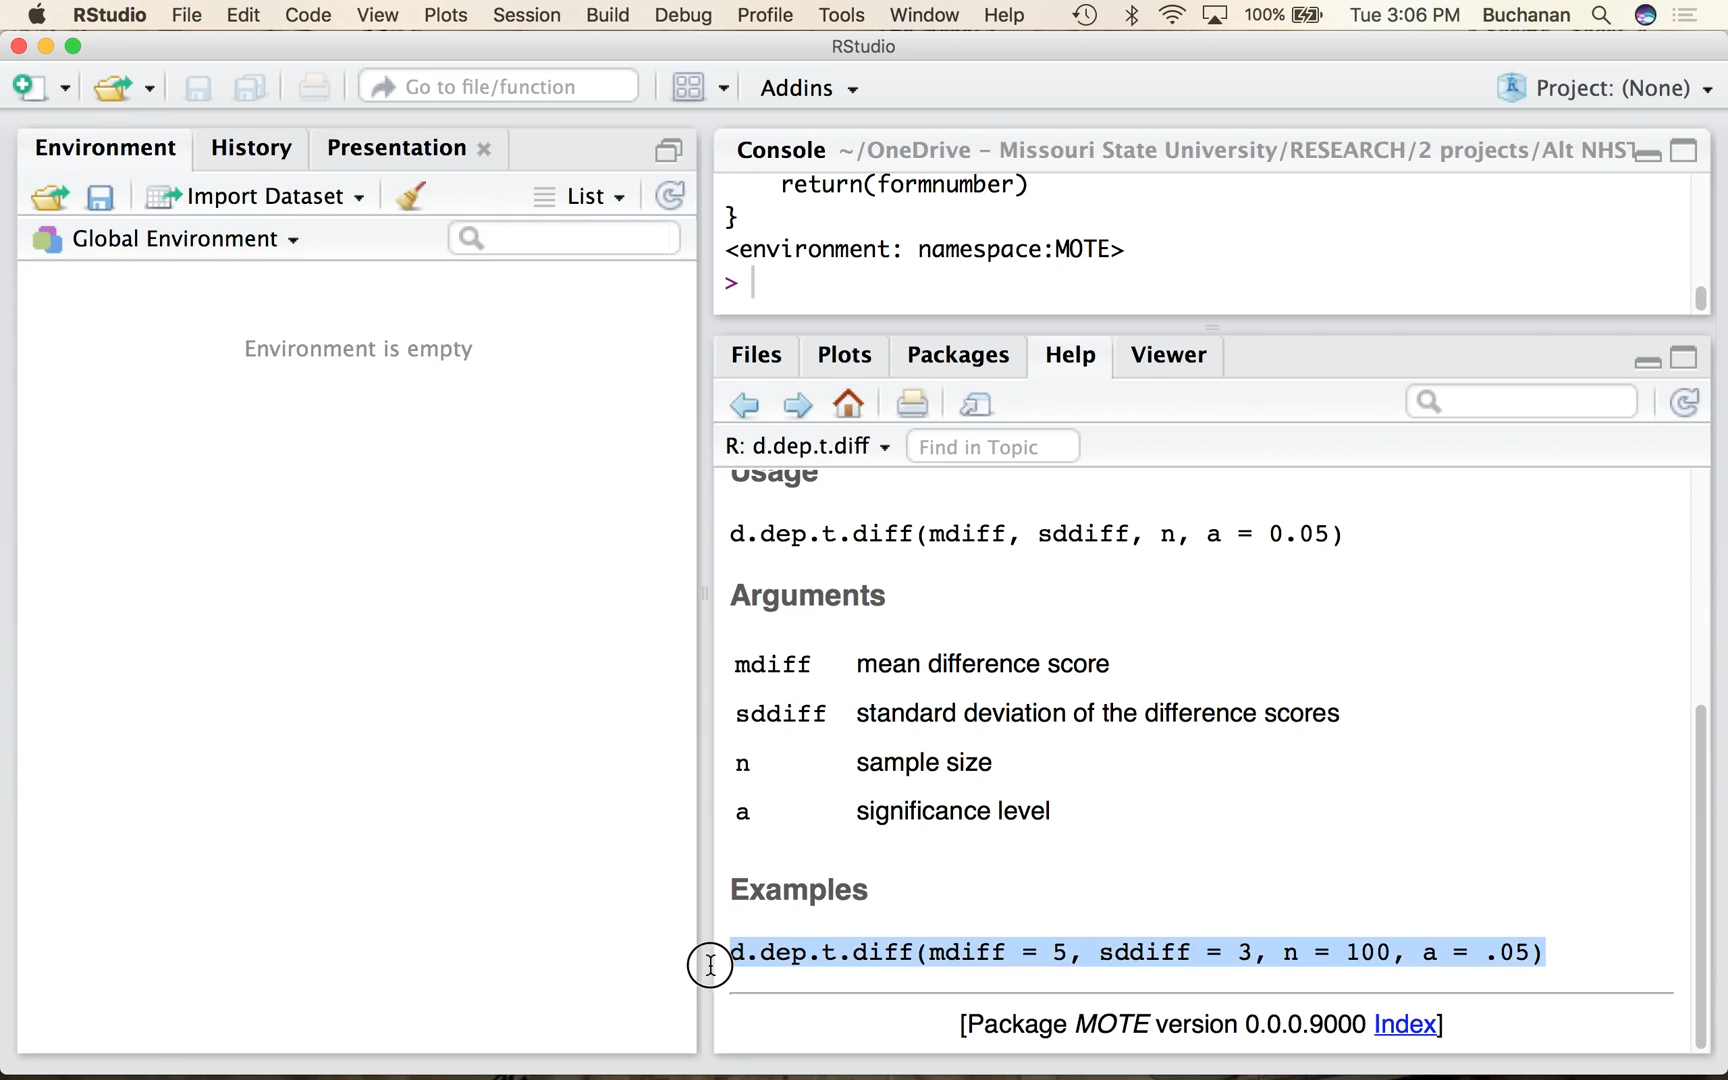 RStudio File Edit Code View Plots Session Build Debug Profile Tools Window Help 100% Tue 3:06 PM Buchanan
RStudio
Go to file/function Addins Project: (None)
Environment History Presentation
Import Dataset List
Global Environment
Environment is empty
Console ~/OneDrive - Missouri State University/RESEARCH/2 projects/Alt NHST
return(formnumber)
}
<environment: namespace:MOTE>
>
Files Plots Packages Help Viewer
R: d.dep.t.diff Find in Topic
Usage
d.dep.t.diff(mdiff, sddiff, n, a = 0.05)
Arguments
mdiff mean difference score
sddiff standard deviation of the difference scores
n sample size
a significance level
Examples
d.dep.t.diff(mdiff = 5, sddiff = 3, n = 100, a = .05)
[Package MOTE version 0.0.0.9000 Index]